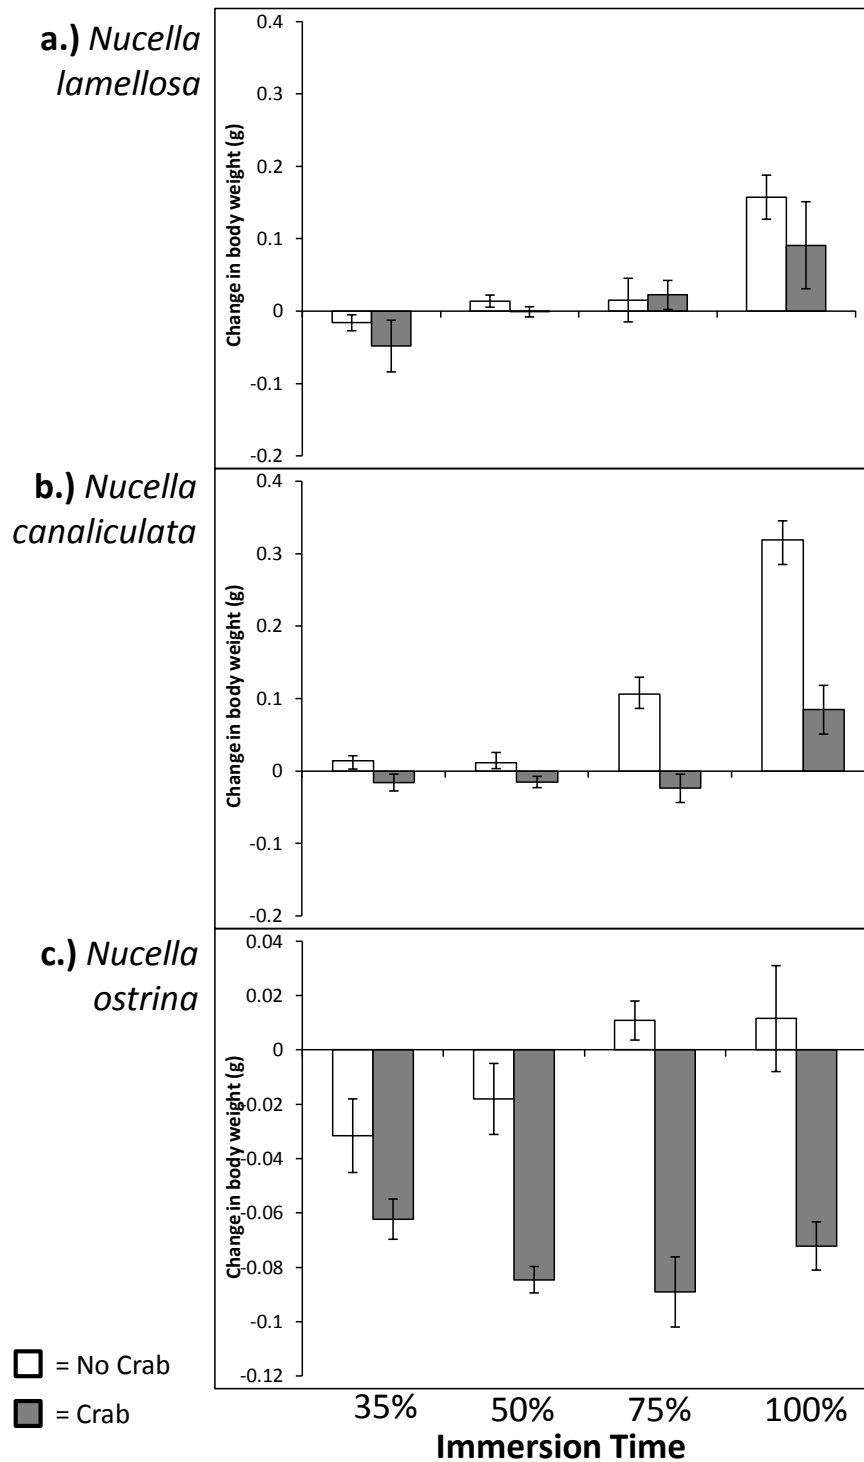 a.) Nucella
lamellosa
Change in body weight (g)
0.4
0.3
0.2
0.1
0
-0.1
-0.2
b.) Nucella
canaliculata
Change in body weight (g)
0.4
0.3
0.2
0.1
0
-0.1
-0.2
c.) Nucella
ostrina
Change in body weight (g)
0.04
0.02
0
-0.02
-0.04
-0.06
-0.08
-0.1
-0.12
= No Crab
= Crab
35% 50% 75% 100%
Immersion Time